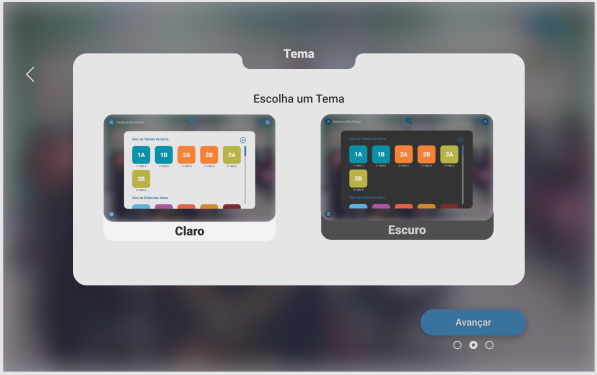 Tema
Escolha um Tema
1A 1B 2A 2B 3A
3B
Claro
1A 1B 2A 2B 3A
3B
Escuro
Avançar